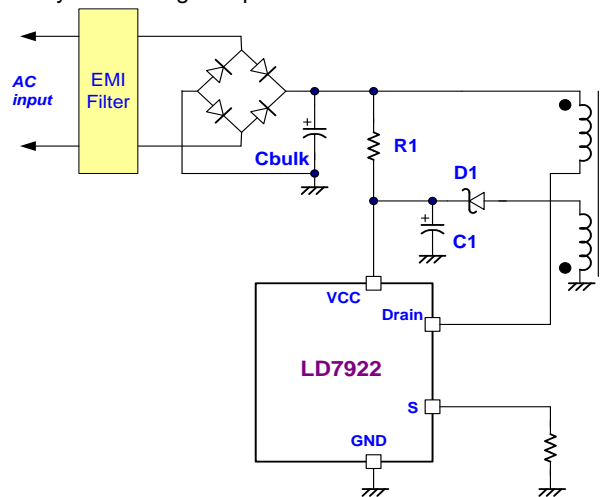 AC
input
EMI
Filter
+
Cbulk
R1
D1
+
C1
VCC
Drain
LD7922
S
GND